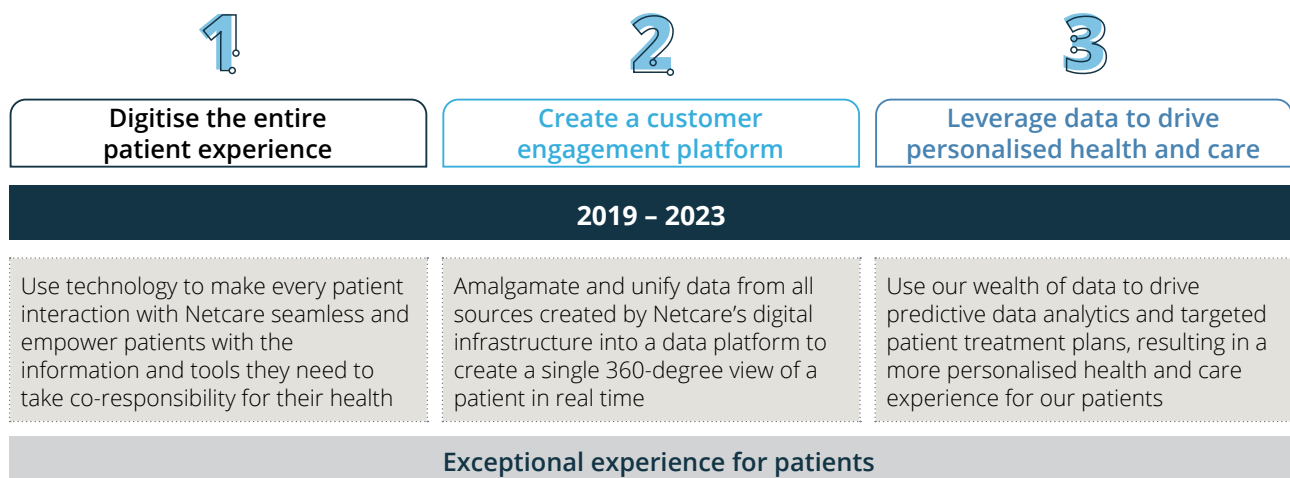 1
2
3
Digitise the entire
patient experience
Create a customer
engagement platform
Leverage data to drive
personalised health and care
2019 – 2023
Use technology to make every patient
interaction with Netcare seamless and
empower patients with the
information and tools they need to
take co-responsibility for their health
Amalgamate and unify data from all
sources created by Netcare’s digital
infrastructure into a data platform to
create a single 360-degree view of a
patient in real time
Use our wealth of data to drive
predictive data analytics and targeted
patient treatment plans, resulting in a
more personalised health and care
experience for our patients
Exceptional experience for patients